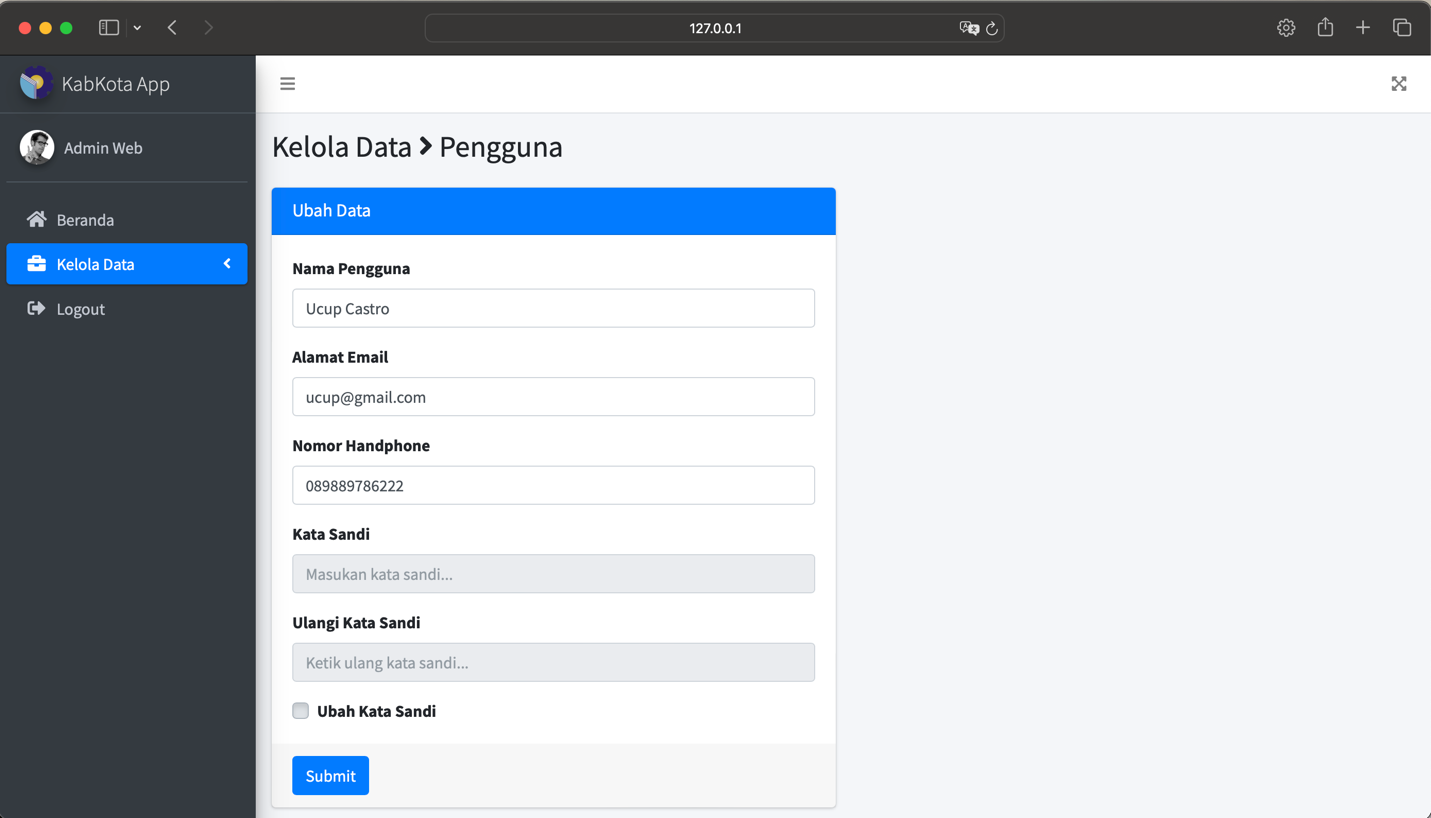 127.0.0.1
KabKota App
Admin Web
Beranda
Kelola Data
Logout
Kelola Data > Pengguna
Ubah Data
Nama Pengguna
Ucup Castro
Alamat Email
ucup@gmail.com
Nomor Handphone
089889786222
Kata Sandi
Masukan kata sandi...
Ulangi Kata Sandi
Ketik ulang kata sandi...
Ubah Kata Sandi
Submit